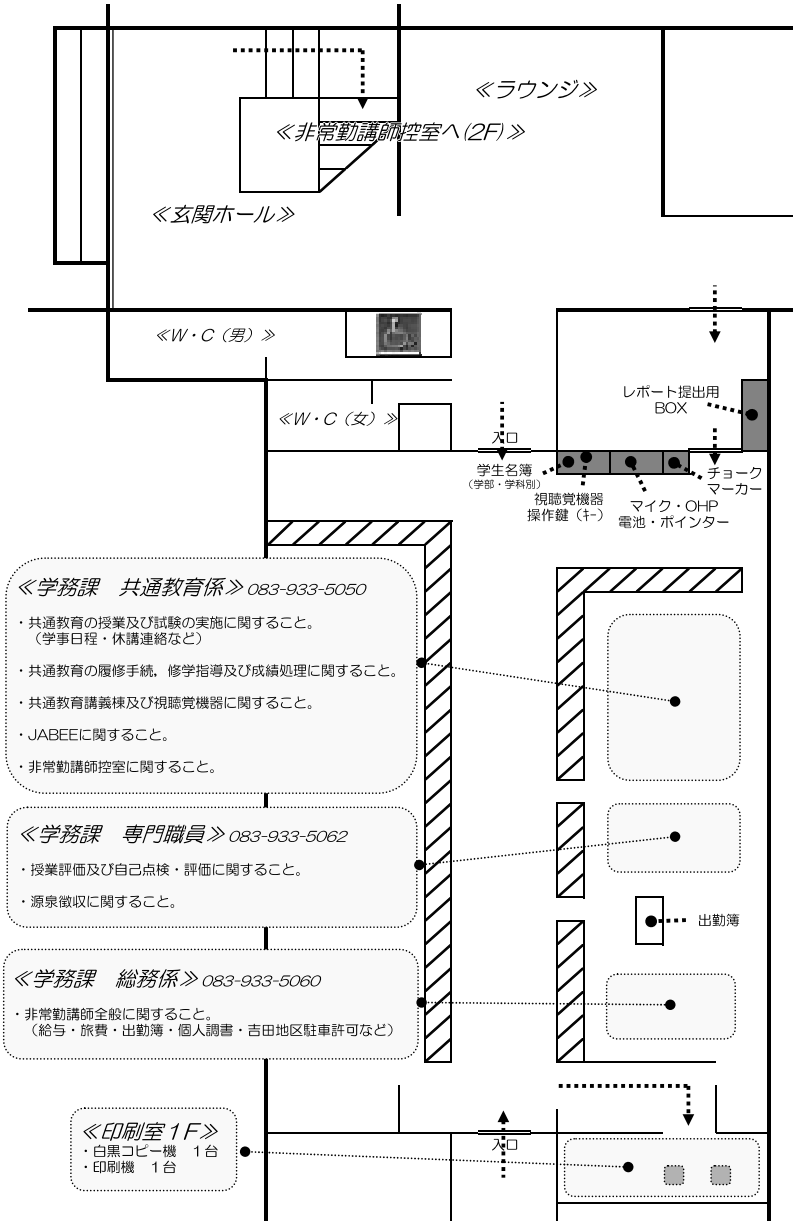 ≪ラウンジ≫
≪非常勤講師控室へ(2F)≫
≪玄関ホール≫
≪W・C（男）≫
≪W・C（女）≫
レポート提出用
BOX
入口
学生名簿
（学部・学科別）
視聴覚機器
操作鍵（ｷｰ）
マイク・OHP
電池・ポインター
チョーク
マーカー
≪学務課　共通教育係≫083-933-5050
・共通教育の授業及び試験の実施に関すること。
（学事日程・休講連絡など）
・共通教育の履修手続，修学指導及び成績処理に関すること。
・共通教育講義棟及び視聴覚機器に関すること。
・JABEEに関すること。
・非常勤講師控室に関すること。
≪学務課　専門職員≫083-933-5062
・授業評価及び自己点検・評価に関すること。
・源泉徴収に関すること。
出勤簿
≪学務課　総務係≫083-933-5060
・非常勤講師全般に関すること。
（給与・旅費・出勤簿・個人調書・吉田地区駐車許可など）
≪印刷室１F≫
・白黒コピー機　１台
・印刷機　１台
入口